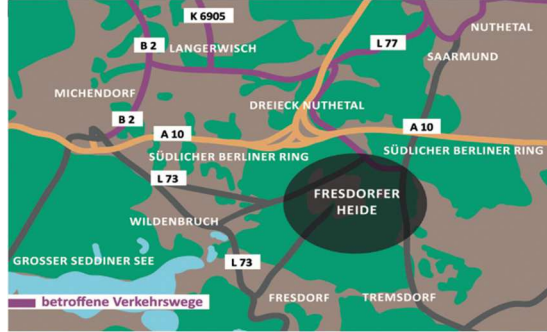 K 6905
NUTHETAL
B 2
LANGERWISCH
L 77
SAARMUND
MICHENDORF
DREIECK NUTHETAL
B 2
A 10
A 10
SÜDLICHER BERLINER RING
SÜDLICHER BERLINER RING
L 73
FRESDORFER
HEIDE
WILDENBRUCH
GROSSER SEDDINER SEE
L 73
FRESDORF
TREMSDORF
betroffene Verkehrswege